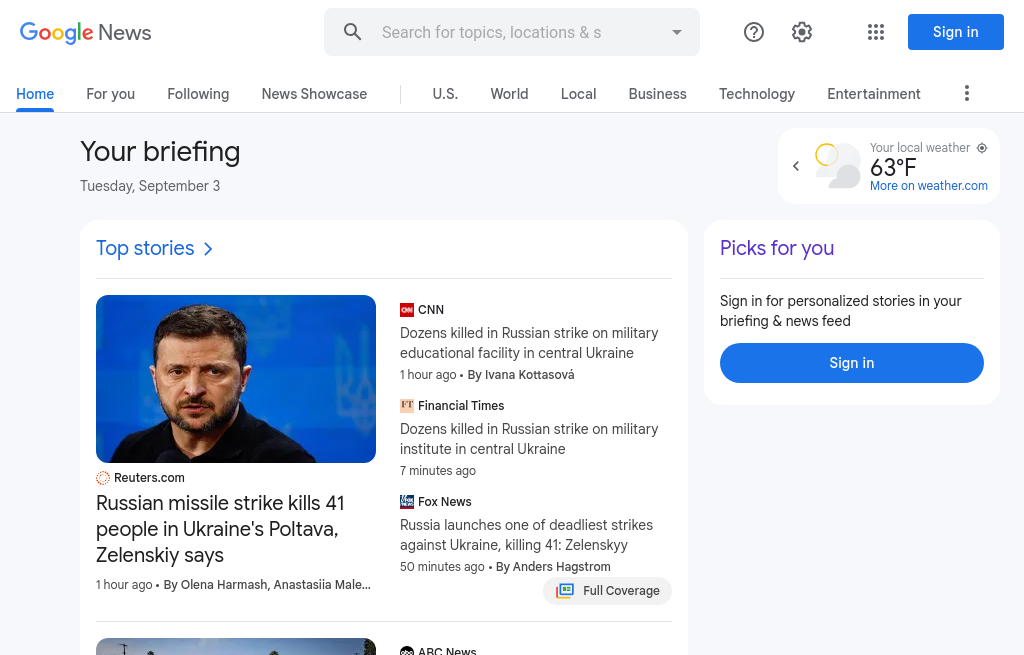 Google News
Search for topics, locations & s
Sign in
Home
For you
Following
News Showcase
U.S.
World
Local
Business
Technology
Entertainment
Your briefing
Tuesday, September 3
Your local weather
63°F
More on weather.com
Top stories
Reuters.com
Russian missile strike kills 41
people in Ukraine's Poltava,
Zelenskiy says
1 hour ago • By Olena Harmash, Anastasiia Male...
CNN
Dozens killed in Russian strike on military
educational facility in central Ukraine
1 hour ago • By Ivana Kottasová
FT Financial Times
Dozens killed in Russian strike on military
institute in central Ukraine
7 minutes ago
Fox News
Russia launches one of deadliest strikes
against Ukraine, killing 41: Zelenskyy
50 minutes ago • By Anders Hagstrom
Full Coverage
ABC News
Picks for you
Sign in for personalized stories in your
briefing & news feed
Sign in